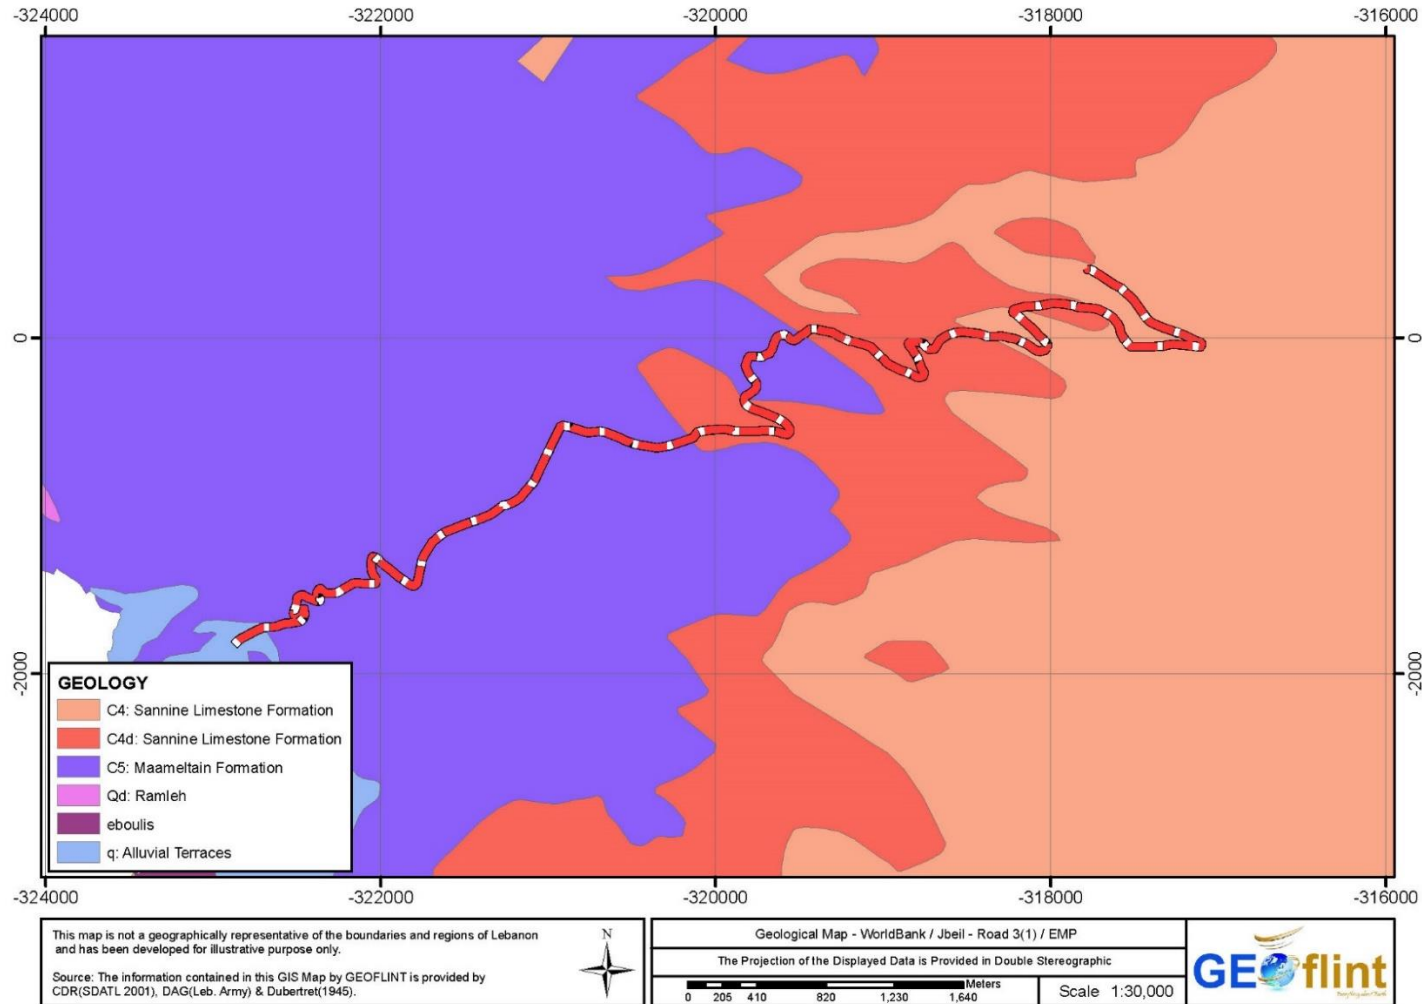 -324000 -322000 -320000 -318000 -316000
0 0
-2000 -2000
GEOLOGY
C4: Sannine Limestone Formation
C4d: Sannine Limestone Formation
C5: Maameltain Formation
Qd: Ramleh
eboulis
q: Alluvial Terraces
-324000 -322000 -320000 -318000 -316000
This map is not a geographically representative of the boundaries and regions of Lebanon
and has been developed for illustrative purpose only.
Source: The information contained in this GIS Map by GEOFLINT is provided by
CDR(SDATL 2001), DAG(Leb. Army) & Dubertret(1945).
N
Geological Map - WorldBank / Jbeil - Road 3(1) / EMP
The Projection of the Displayed Data is Provided in Double Stereographic
Meters
0 205 410 820 1,230 1,640
Scale 1:30,000
GEOflint